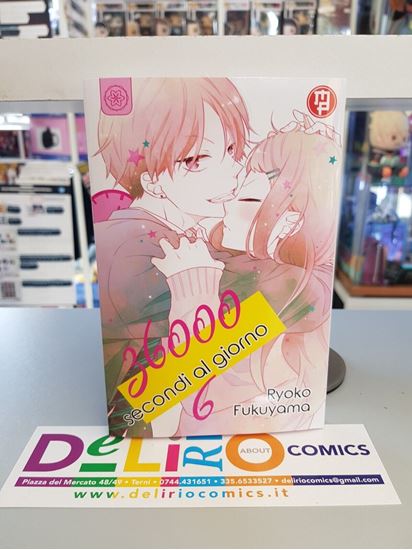 MP
36000
secondi al giorno
6
Ryoko
Fukuyama
DeLiRiO ABOUT COMICS
Piazza del Mercato 48/49 • Terni • 0744.431651 • 335.6533527 • deliriocomics@gmail.com
www.deliriocomics.it